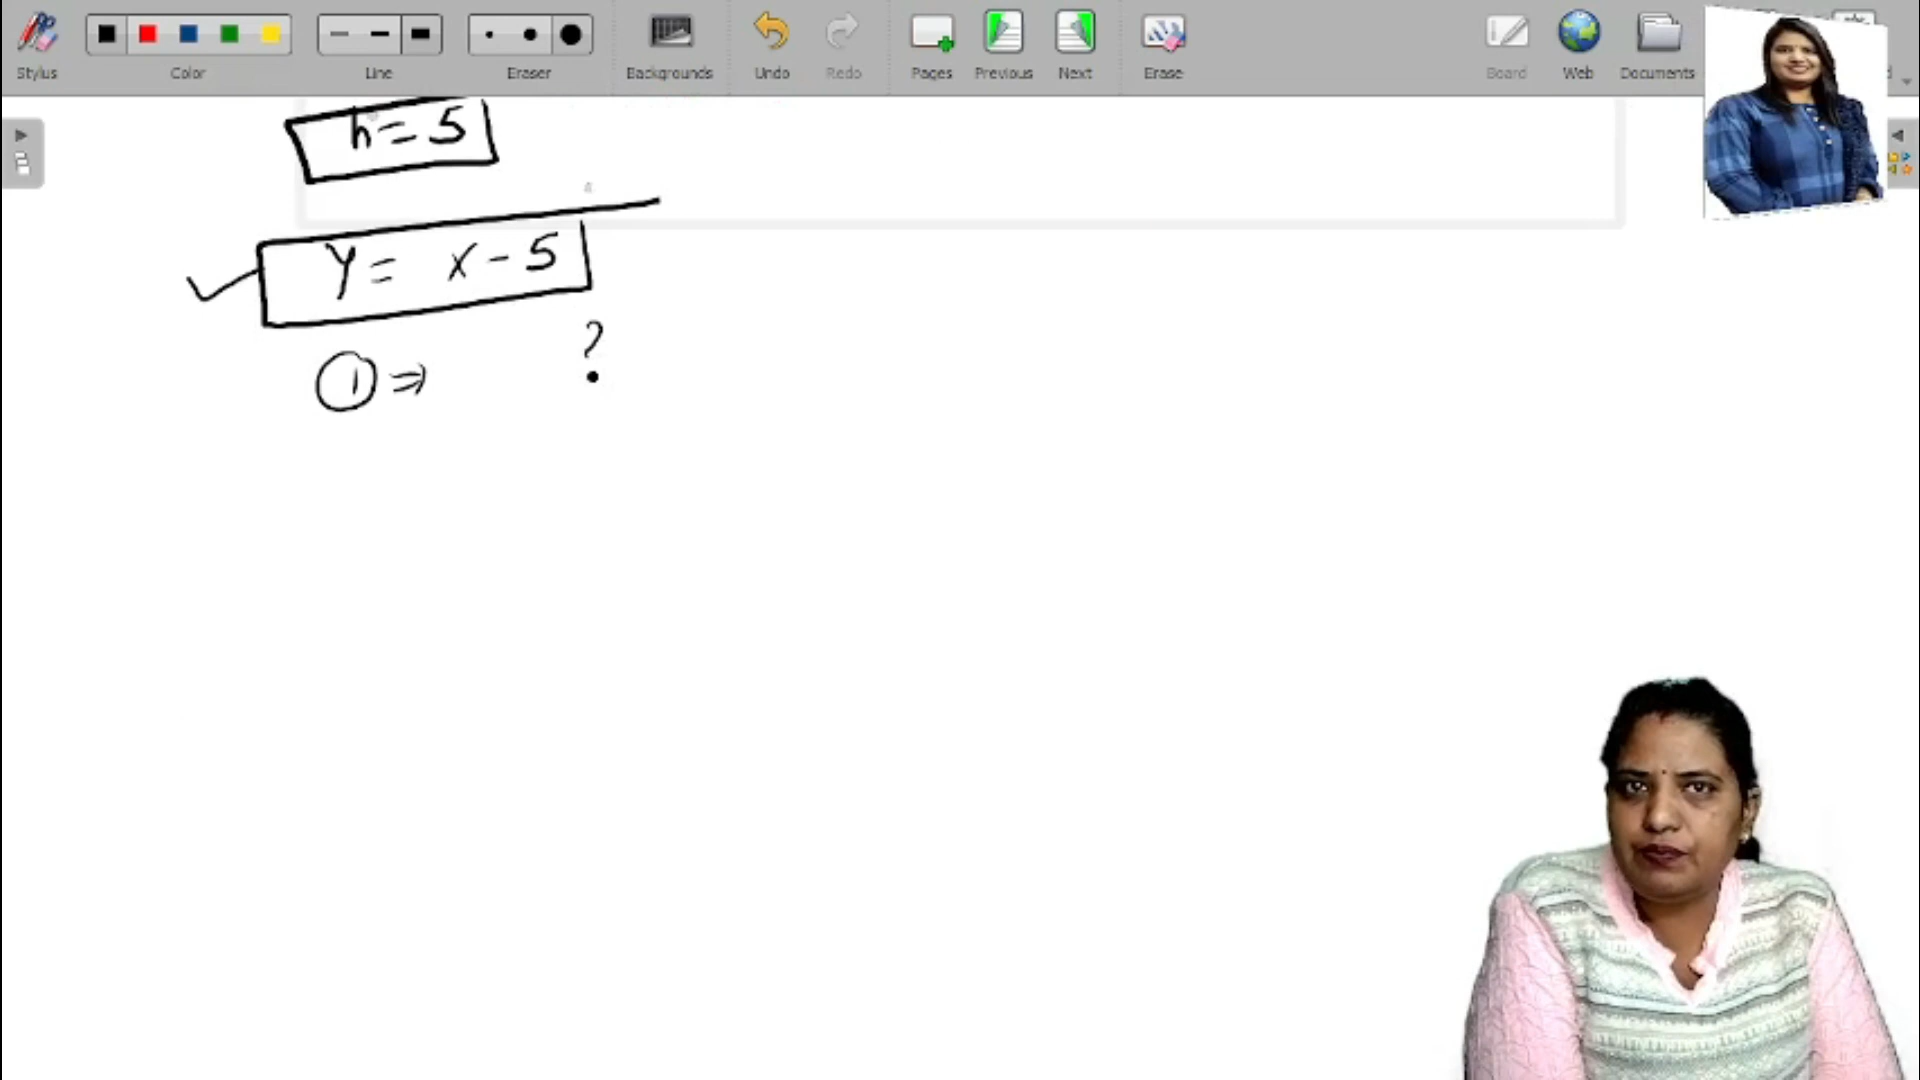 Stylus Color Line Eraser Backgrounds Undo Redo Pages Previous Next Erase Board Web Documents
h = 5
y = x - 5
?
① ⇒